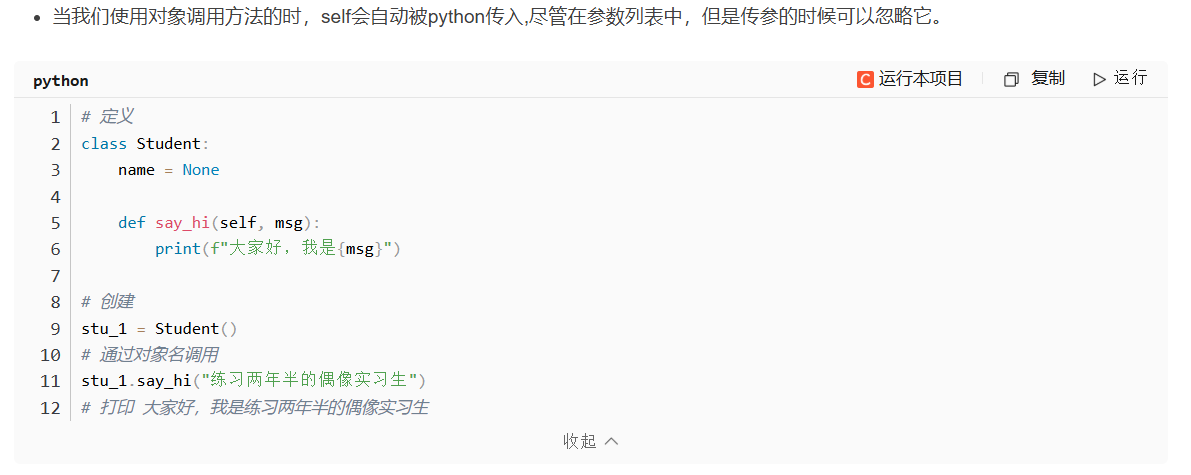 当我们使用对象调用方法的时，self会自动被python传入,尽管在参数列表中，但是传参的时候可以忽略它。
python
C 运行本项目 复制 运行
1 # 定义
2 class Student:
3     name = None
4
5     def say_hi(self, msg):
6         print(f"大家好，我是{msg}")
7
8 # 创建
9 stu_1 = Student()
10 # 通过对象名调用
11 stu_1.say_hi("练习两年半的偶像实习生")
12 # 打印 大家好，我是练习两年半的偶像实习生
收起